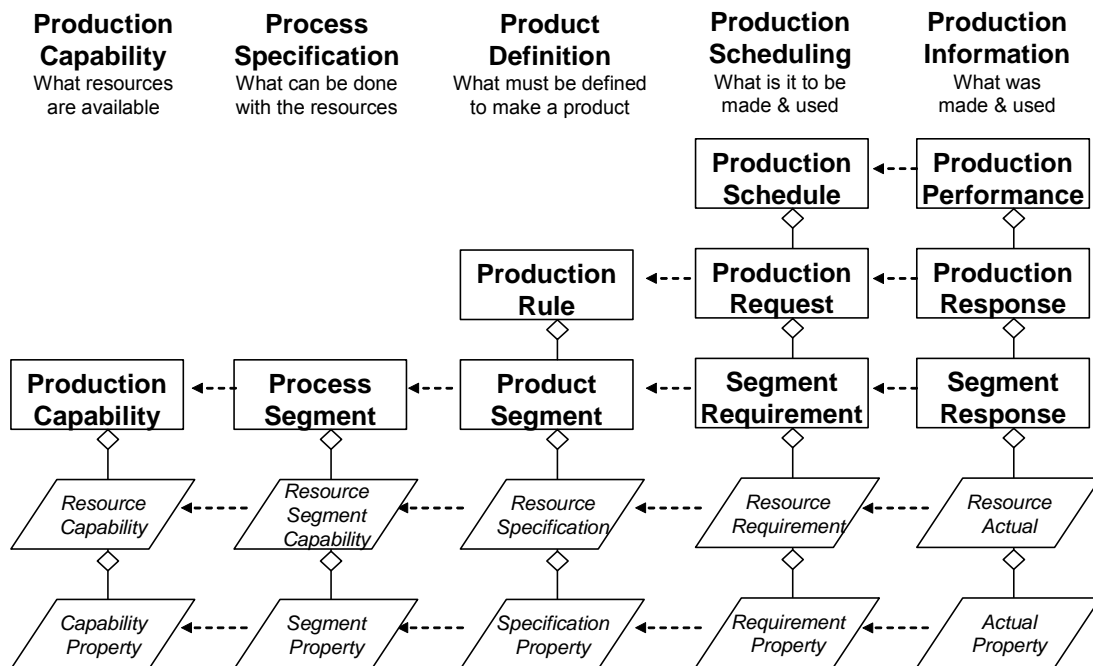 Production
Capability
What resources
are available
Process
Specification
What can be done
with the resources
Product
Definition
What must be defined
to make a product
Production
Scheduling
What is it to be
made & used
Production
Information
What was
made & used
Production
Schedule
Production
Performance
Production
Rule
Production
Request
Production
Response
Production
Capability
Process
Segment
Product
Segment
Segment
Requirement
Segment
Response
Resource
Capability
Resource
Segment
Capability
Resource
Specification
Resource
Requirement
Resource
Actual
Capability
Property
Segment
Property
Specification
Property
Requirement
Property
Actual
Property